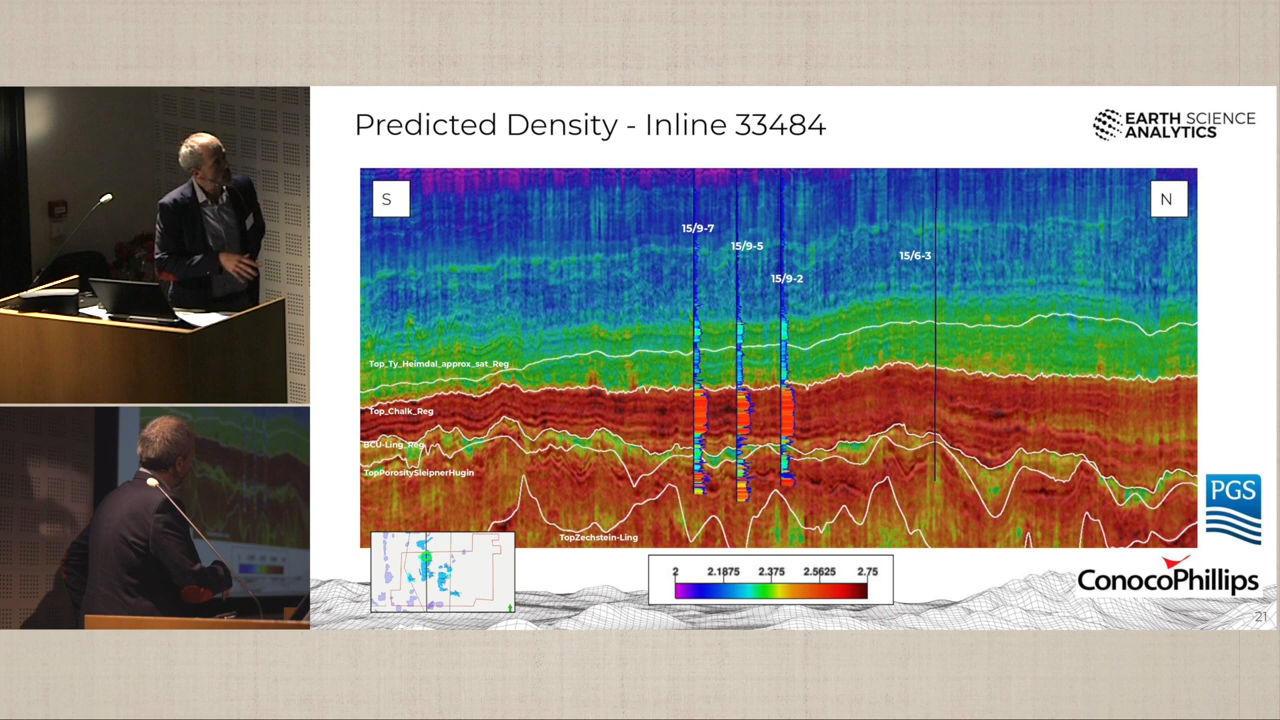 Predicted Density - Inline 33484
EARTH SCIENCE
ANALYTICS
S
N
15/9-7
15/9-5
15/9-2
15/6-3
Top_Ty_Heimdal_approx_sat_Reg
Top_Chalk_Reg
BCU-Ling_Reg
TopPorositySleipnerHugin
TopZechstein-Ling
PGS
2 2.1875 2.375 2.5625 2.75
ConocoPhillips
21